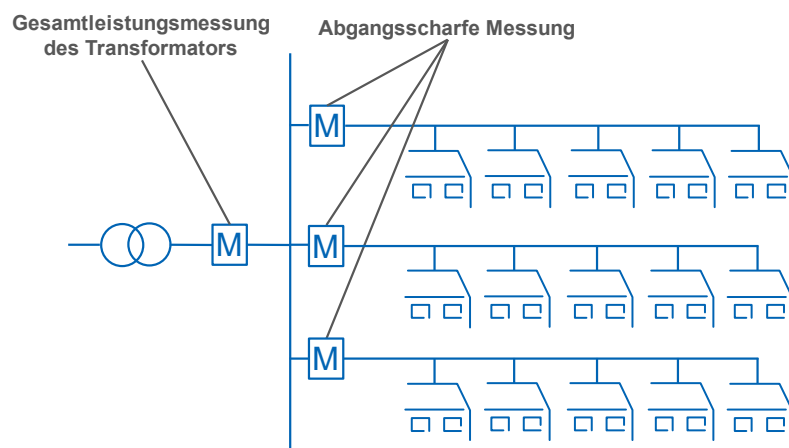 Gesamtleistungsmessung
des Transformators
Abgangsscharfe Messung
M
M
M
M